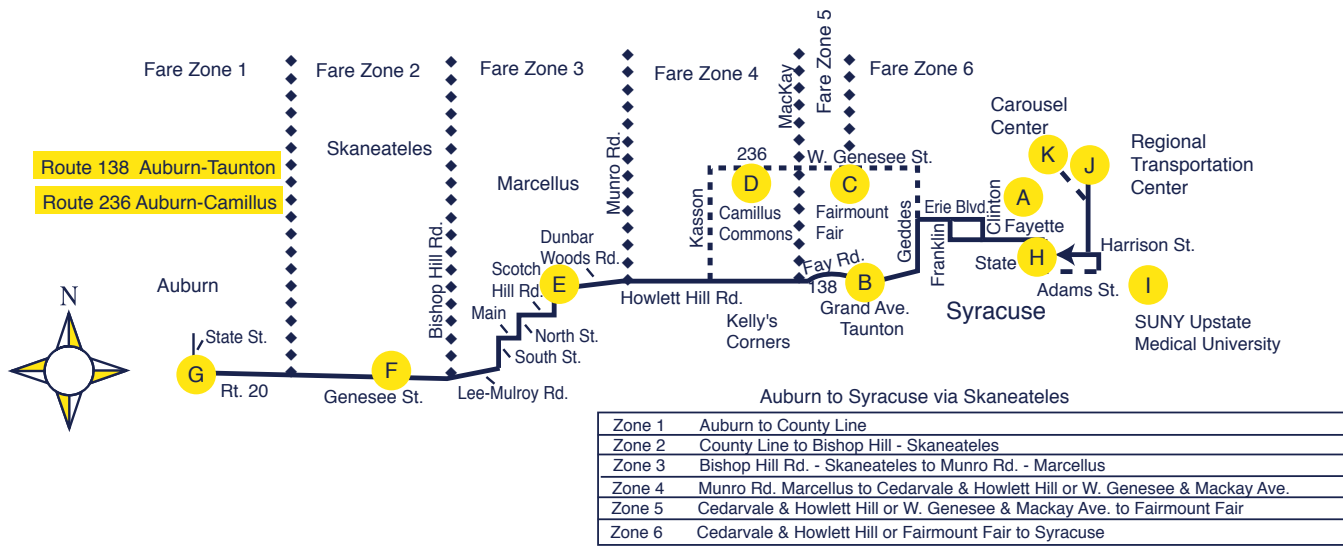 Fare Zone 1
Fare Zone 2
Fare Zone 3
Fare Zone 4
Fare Zone 5
Fare Zone 6
Route 138 Auburn-Taunton
Route 236 Auburn-Camillus
Skaneateles
Marcellus
Munro Rd.
MacKay
Carousel
Center
K
J
Regional
Transportation
Center
236
W. Genesee St.
D
C
A
Camillus
Commons
Fairmount
Fair
Kasson
Geddes
Erie Blvd.
Clinton
Fayette
Franklin
State
H
Harrison St.
Adams St.
I
SUNY Upstate
Medical University
Syracuse
Bishop Hill Rd.
Dunbar
Woods Rd.
Scotch
Hill Rd.
E
Main
North St.
South St.
Howlett Hill Rd.
Fay Rd.
138
B
Grand Ave.
Taunton
Kelly's
Corners
N
Auburn
State St.
G
Rt. 20
F
Genesee St.
Lee-Mulroy Rd.
Auburn to Syracuse via Skaneateles
Zone 1 Auburn to County Line
Zone 2 County Line to Bishop Hill - Skaneateles
Zone 3 Bishop Hill Rd. - Skaneateles to Munro Rd. - Marcellus
Zone 4 Munro Rd. Marcellus to Cedarvale & Howlett Hill or W. Genesee & Mackay Ave.
Zone 5 Cedarvale & Howlett Hill or W. Genesee & Mackay Ave. to Fairmount Fair
Zone 6 Cedarvale & Howlett Hill or Fairmount Fair to Syracuse